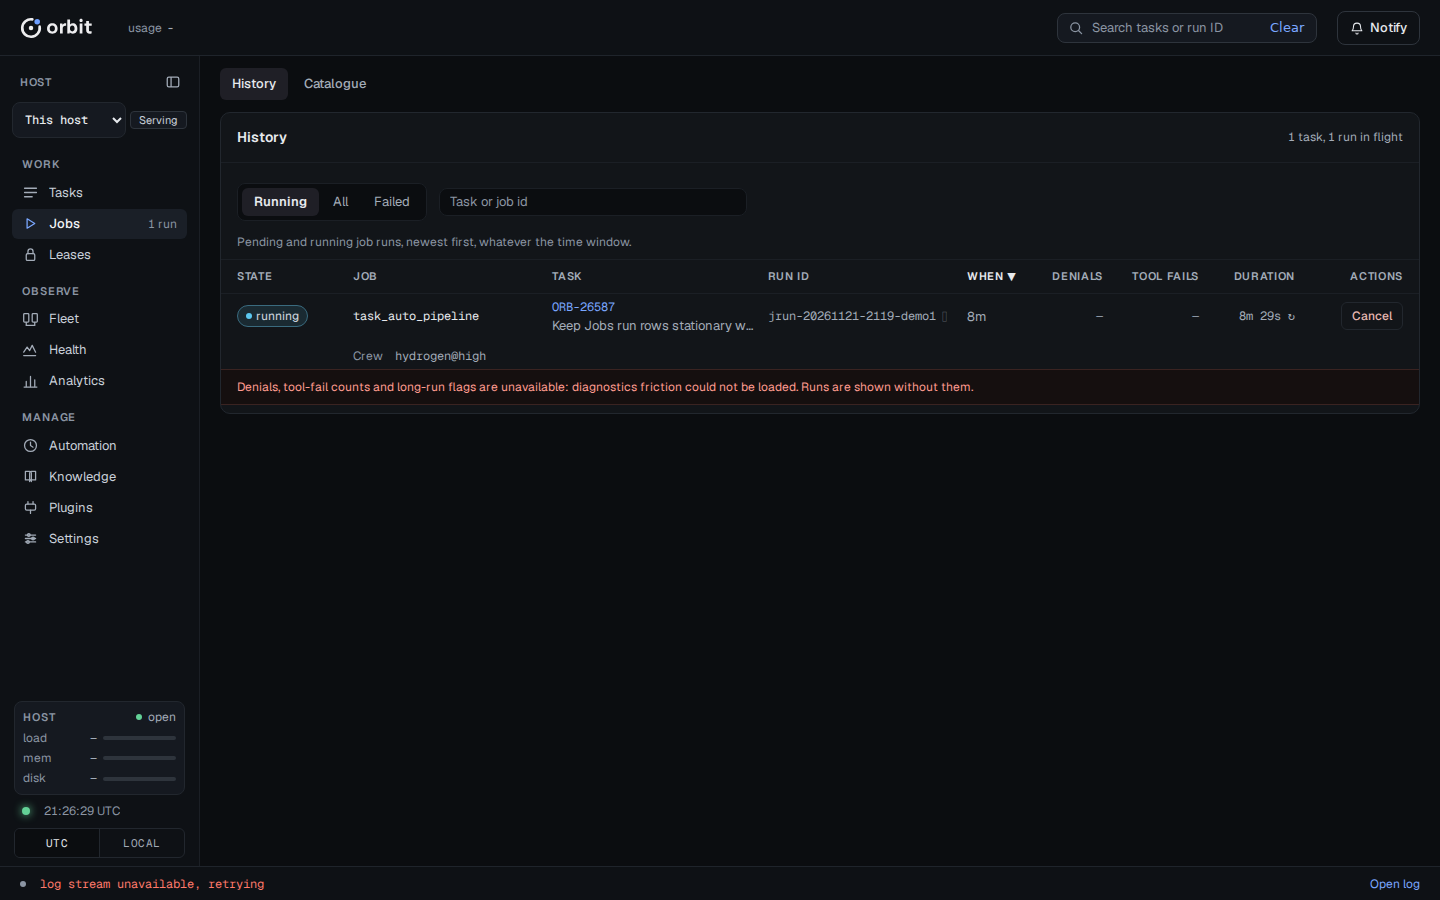 orbit
usage -
Search tasks or run ID
Clear
Notify
HOST
This host
Serving
WORK
Tasks
Jobs
1 run
Leases
OBSERVE
Fleet
Health
Analytics
MANAGE
Automation
Knowledge
Plugins
Settings
HOST
open
load –
mem –
disk –
21:26:29 UTC
UTC
LOCAL
History
Catalogue
History
1 task, 1 run in flight
Running
All
Failed
Task or job id
Pending and running job runs, newest first, whatever the time window.
STATE JOB TASK RUN ID WHEN ▼ DENIALS TOOL FAILS DURATION ACTIONS
running task_auto_pipeline ORB-26587 jrun-20261121-2119-demo1 8m – – 8m 29s ↻ Cancel
Keep Jobs run rows stationary w…
Crew hydrogen@high
Denials, tool-fail counts and long-run flags are unavailable: diagnostics friction could not be loaded. Runs are shown without them.
log stream unavailable, retrying
Open log